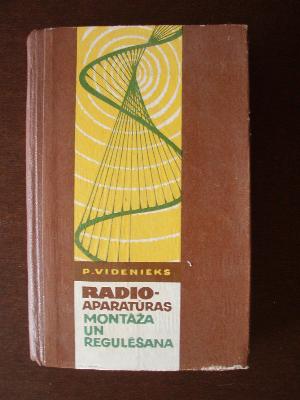 P. VIDENIEKS
RADIO-
APARATŪRAS
MONTĀŽA
UN
REGULĒŠANA